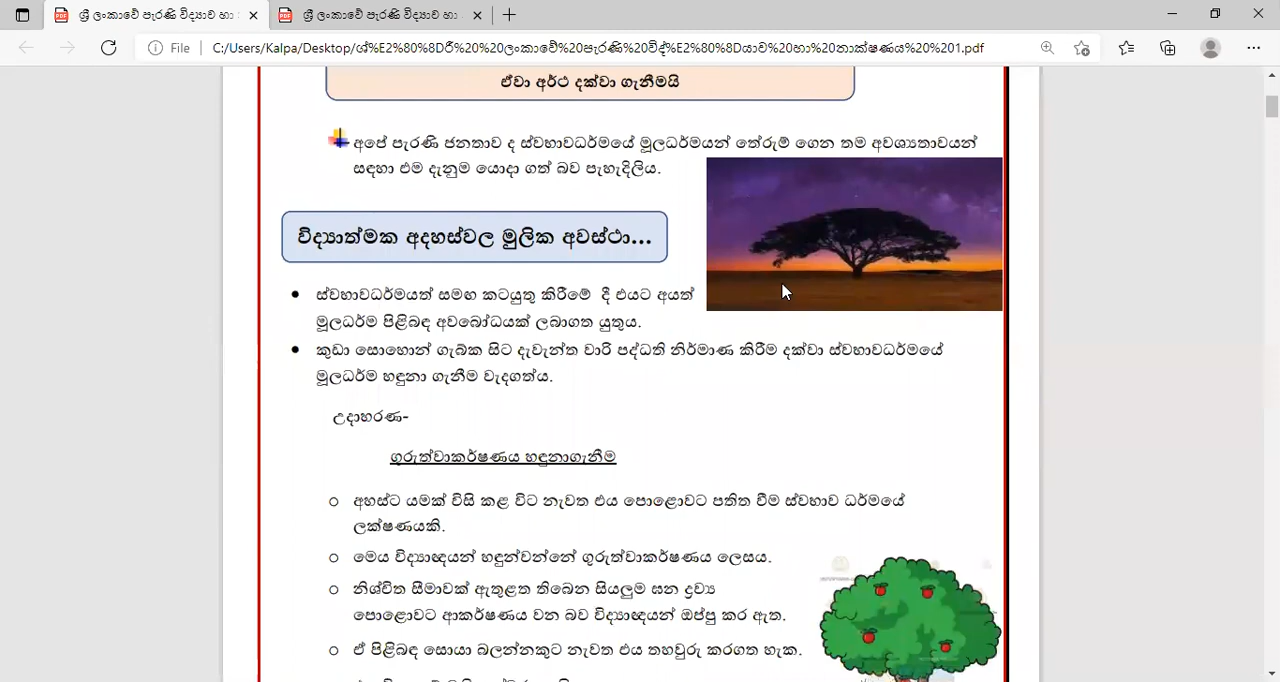 ශ්‍රී ලංකාවේ පැරණි විද්‍යාව හා
ශ්‍රී ලංකාවේ පැරණි විද්‍යාව හා
File
C:/Users/Kalpa/Desktop/ශ්%E2%80%8Dරී%20%20ලංකාවේ%20පැරණි%20විද්%E2%80%8Dයාව%20හා%20තාක්ෂණය%20%201.pdf
ඒවා අර්ථ දක්වා ගැනීමයි
අපේ පැරණි ජනතාව ද ස්වභාවධර්මයේ මූලධර්මයන් තේරුම් ගෙන තම අවශ්‍යතාවයන්
සඳහා එම දැනුම යොදා ගත් බව පැහැදිලිය.
විද්‍යාත්මක අදහස්වල මුලික අවස්ථා...
ස්වභාවධර්මයත් සමඟ කටයුතු කිරීමේ දී එයට අයත්
මූලධර්ම පිළිබඳ අවබෝධයක් ලබාගත යුතුය.
කුඩා සොහොන් ගැබ්ක සිට දැවැන්ත වාරි පද්ධති නිර්මාණ කිරීම දක්වා ස්වභාවධර්මයේ
මූලධර්ම හඳුනා ගැනීම වැදගත්ය.
උදාහරණ-
ගුරුත්වාකර්ෂණය හඳුනාගැනීම
අහස්ට යමක් විසි කළ විට නැවත එය පොළොවට පතිත වීම ස්වභාව ධර්මයේ
ලක්ෂණයකි.
මෙය විද්‍යාඥයන් හඳුන්වන්නේ ගුරුත්වාකර්ෂණය ලෙසය.
නිශ්චිත සීමාවක් ඇතුළත තිබෙන සියලුම ඝන ද්‍රව්‍ය
පොළොවට ආකර්ෂණය වන බව විද්‍යාඥයන් ඔප්පු කර ඇත.
ඒ පිළිබඳ සොයා බලන්නකුට නැවත එය තහවුරු කරගත හැක.